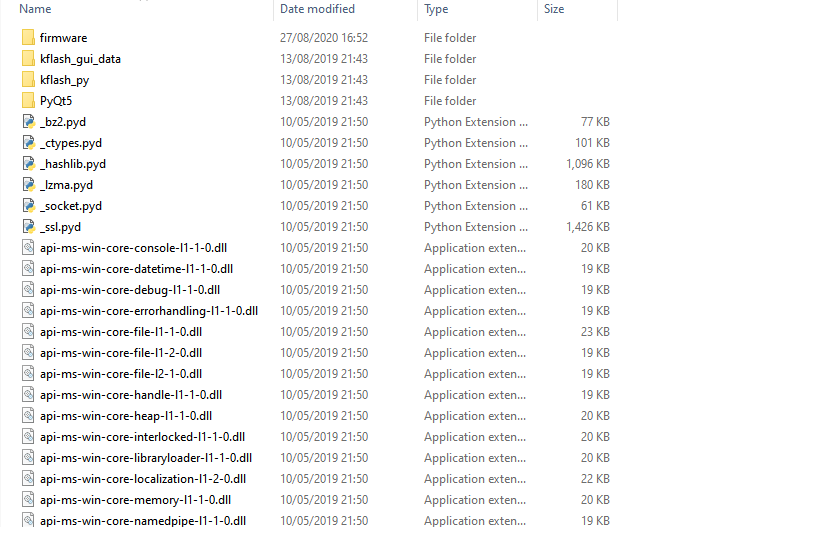 Name Date modified Type Size
firmware 27/08/2020 16:52 File folder
kflash_gui_data 13/08/2019 21:43 File folder
kflash_py 13/08/2019 21:43 File folder
PyQt5 13/08/2019 21:43 File folder
_bz2.pyd 10/05/2019 21:50 Python Extension ... 77 KB
_ctypes.pyd 10/05/2019 21:50 Python Extension ... 101 KB
_hashlib.pyd 10/05/2019 21:50 Python Extension ... 1,096 KB
_lzma.pyd 10/05/2019 21:50 Python Extension ... 180 KB
_socket.pyd 10/05/2019 21:50 Python Extension ... 61 KB
_ssl.pyd 10/05/2019 21:50 Python Extension ... 1,426 KB
api-ms-win-core-console-l1-1-0.dll 10/05/2019 21:50 Application exten... 20 KB
api-ms-win-core-datetime-l1-1-0.dll 10/05/2019 21:50 Application exten... 19 KB
api-ms-win-core-debug-l1-1-0.dll 10/05/2019 21:50 Application exten... 19 KB
api-ms-win-core-errorhandling-l1-1-0.dll 10/05/2019 21:50 Application exten... 19 KB
api-ms-win-core-file-l1-1-0.dll 10/05/2019 21:50 Application exten... 23 KB
api-ms-win-core-file-l1-2-0.dll 10/05/2019 21:50 Application exten... 19 KB
api-ms-win-core-file-l2-1-0.dll 10/05/2019 21:50 Application exten... 19 KB
api-ms-win-core-handle-l1-1-0.dll 10/05/2019 21:50 Application exten... 19 KB
api-ms-win-core-heap-l1-1-0.dll 10/05/2019 21:50 Application exten... 20 KB
api-ms-win-core-interlocked-l1-1-0.dll 10/05/2019 21:50 Application exten... 20 KB
api-ms-win-core-libraryloader-l1-1-0.dll 10/05/2019 21:50 Application exten... 20 KB
api-ms-win-core-localization-l1-2-0.dll 10/05/2019 21:50 Application exten... 22 KB
api-ms-win-core-memory-l1-1-0.dll 10/05/2019 21:50 Application exten... 20 KB
api-ms-win-core-namedpipe-l1-1-0.dll 10/05/2019 21:50 Application exten... 19 KB